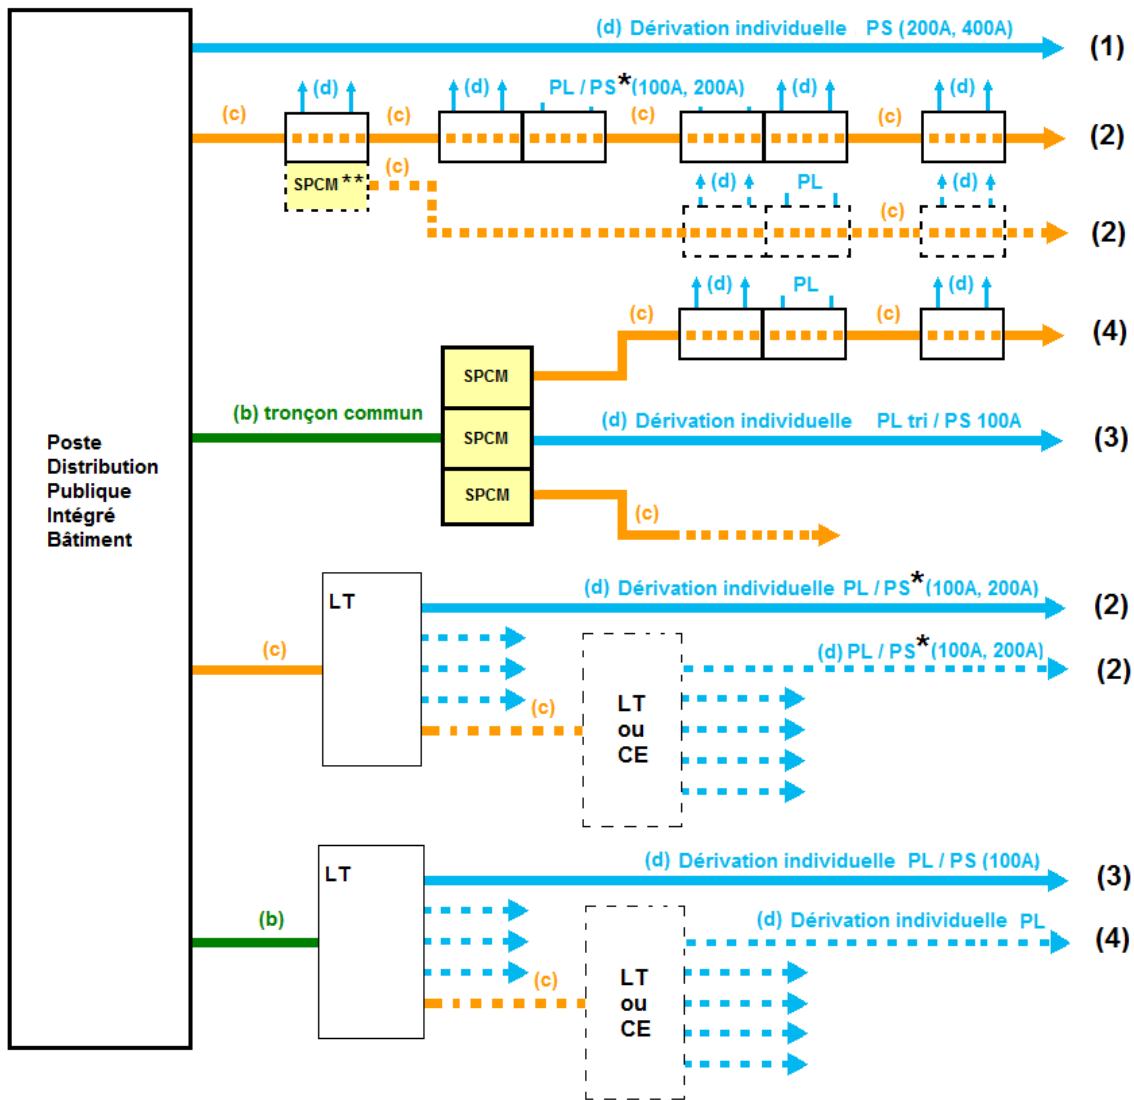 (d) Dérivation individuelle PS (200A, 400A)
(1)
(c) (d) (c) (d) PL / PS*(100A, 200A) (c) (d) (c) (d)
(2)
SPCM ** (c)
(d) PL (c) (d)
(2)
(c) (d) PL (c) (d)
(4)
SPCM
(b) tronçon commun
SPCM
(d) Dérivation individuelle PL tri / PS 100A
(3)
SPCM
(c)
Poste
Distribution
Publique
Intégré
Bâtiment
(c)
LT
(d) Dérivation individuelle PL / PS*(100A, 200A)
(2)
(c)
LT
ou
CE
(d) PL / PS*(100A, 200A)
(2)
(b)
LT
(d) Dérivation individuelle PL / PS (100A)
(3)
(c)
LT
ou
CE
(d) Dérivation individuelle PL
(4)